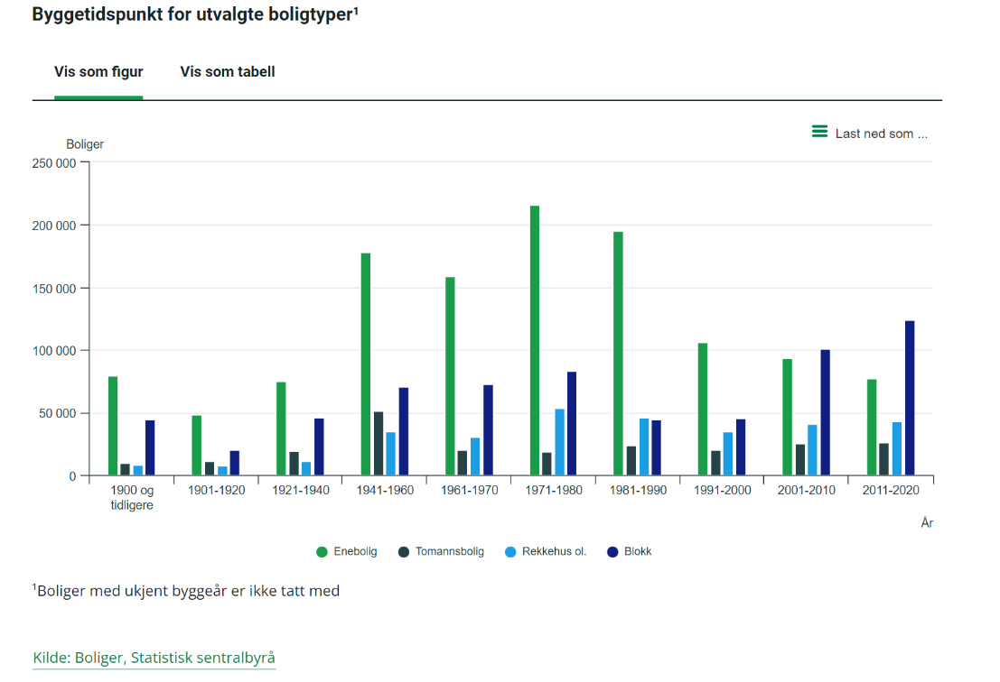 Byggetidspunkt for utvalgte boligtyper¹
Vis som figur Vis som tabell
Last ned som ...
Boliger
250 000
200 000
150 000
100 000
50 000
0
1900 og tidligere 1901-1920 1921-1940 1941-1960 1961-1970 1971-1980 1981-1990 1991-2000 2001-2010 2011-2020
År
Enebolig Tomannsbolig Rekkehus ol. Blokk
¹Boliger med ukjent byggeår er ikke tatt med
Kilde: Boliger, Statistisk sentralbyrå